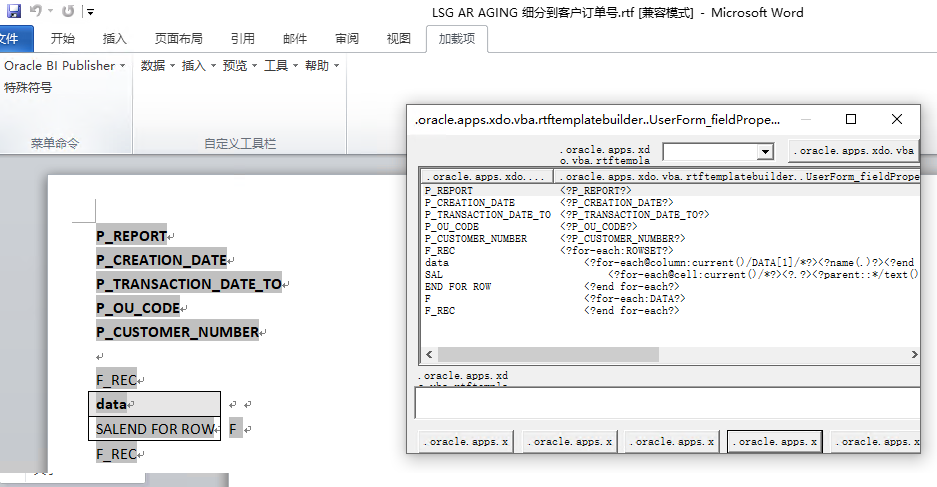 LSG AR AGING 细分到客户订单号.rtf [兼容模式] - Microsoft Word
文件 开始 插入 页面布局 引用 邮件 审阅 视图 加载项
Oracle BI Publisher 数据 插入 预览 工具 帮助
特殊符号
菜单命令 自定义工具栏
.oracle.apps.xdo.vba.rtftemplatebuilder..UserForm_fieldPrope...
.oracle.apps.xd
o.vba.rtftempla
.oracle.apps.xdo.vba
.oracle.apps.xdo.... .oracle.apps.xdo.vba.rtftemplatebuilder..UserForm_fieldPrope
P_REPORT <?P_REPORT?>
P_CREATION_DATE <?P_CREATION_DATE?>
P_TRANSACTION_DATE_TO <?P_TRANSACTION_DATE_TO?>
P_OU_CODE <?P_OU_CODE?>
P_CUSTOMER_NUMBER <?P_CUSTOMER_NUMBER?>
F_REC <?for-each:ROWSET?>
data <?for-each@column:current()/DATA[1]/*?><?name(.)?><?end
SAL <?for-each@cell:current()/*?><?.?><?parent::*/text()
END FOR ROW <?end for-each?>
F <?for-each:DATA?>
F_REC <?end for-each?>
.oracle.apps.xd
.oracle.apps.x .oracle.apps.x .oracle.apps.x .oracle.apps.x .oracle.apps.x
P_REPORT
P_CREATION_DATE
P_TRANSACTION_DATE_TO
P_OU_CODE
P_CUSTOMER_NUMBER
F_REC
data
SALEND FOR ROW F
F_REC